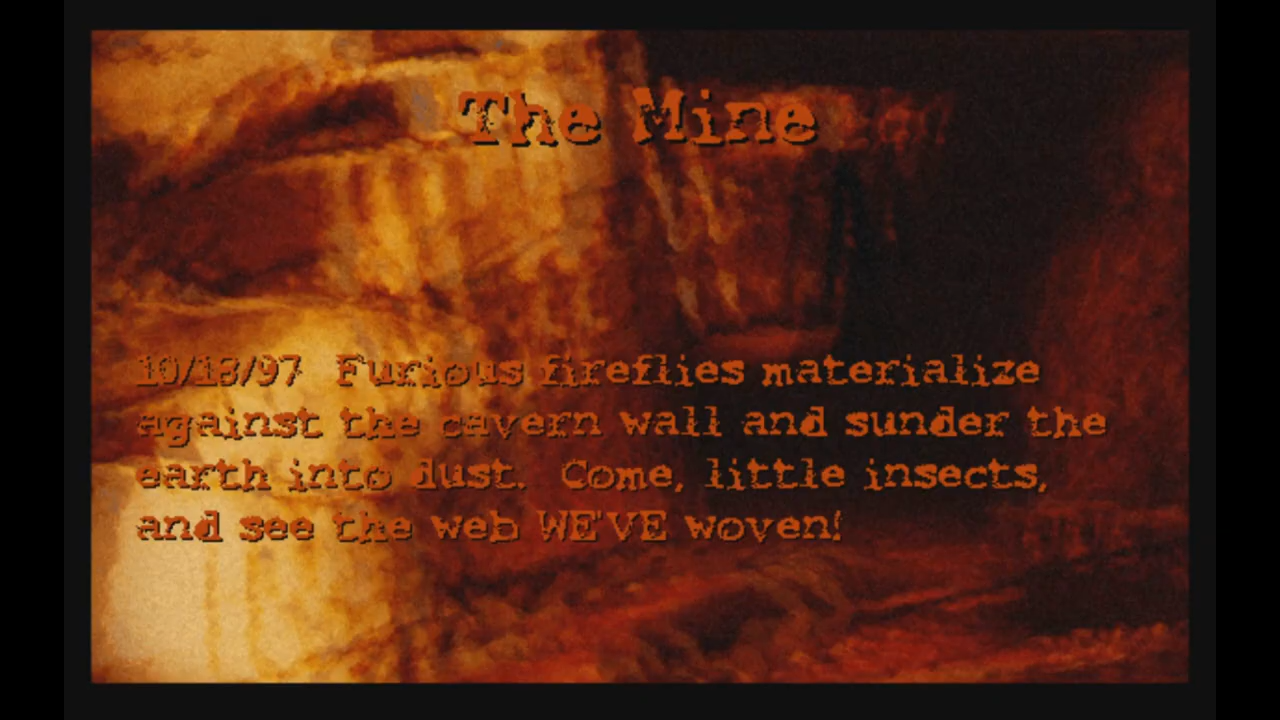 The Mine
10/18/97 Furious fireflies materialize
against the cavern wall and sunder the
earth into dust. Come, little insects,
and see the web WE'VE woven!